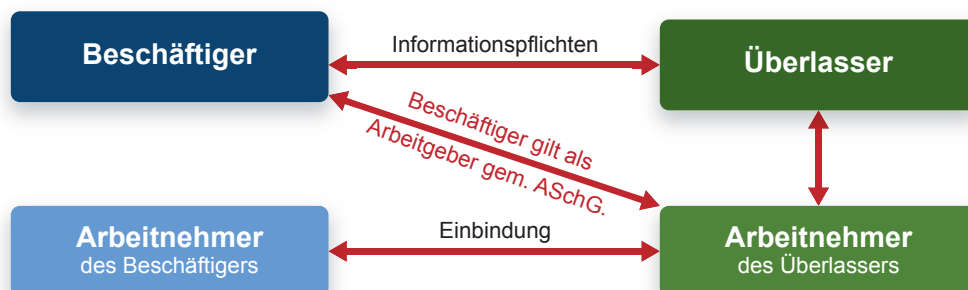 Beschäftiger
Informationspflichten
Überlasser
Beschäftiger gilt als
Arbeitgeber gem. ASchG.
Arbeitnehmer
des Beschäftigers
Einbindung
Arbeitnehmer
des Überlassers